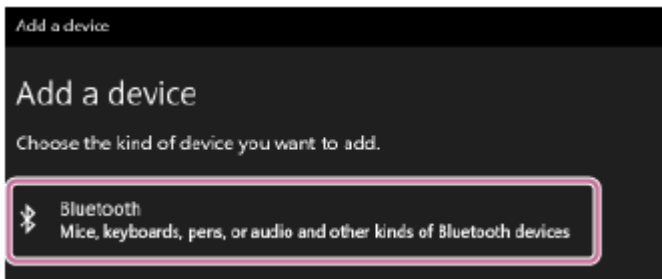 Add a device
Add a device
Choose the kind of device you want to add.
Bluetooth
Mice, keyboards, pens, or audio and other kinds of Bluetooth devices